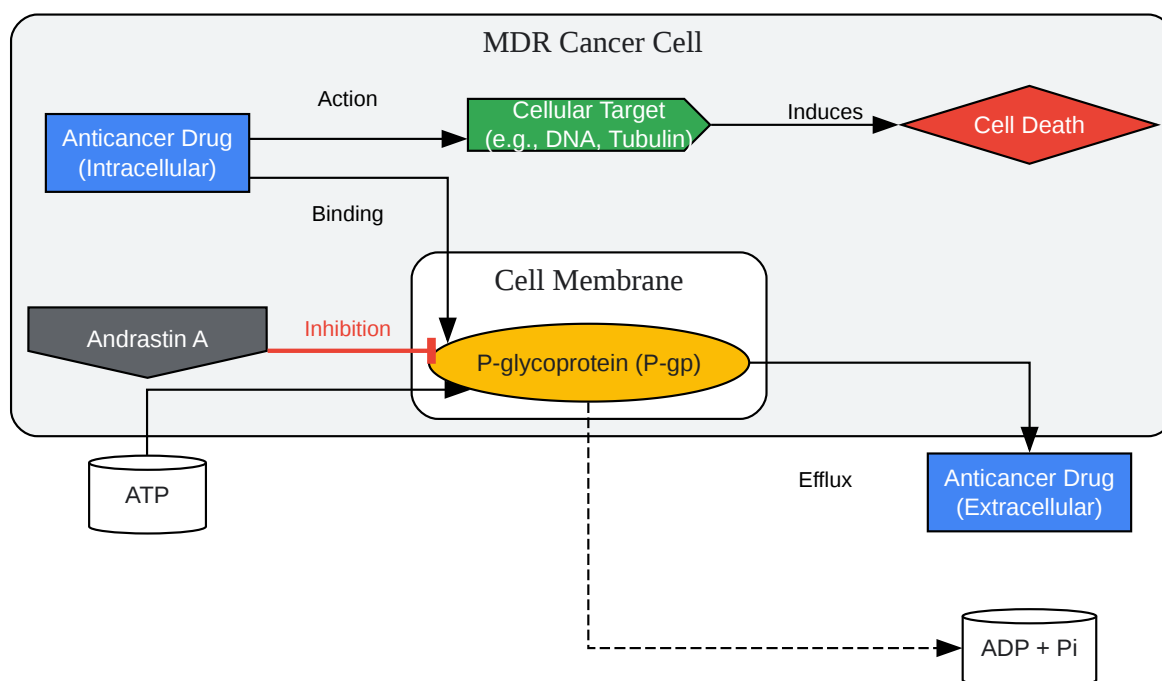 MDR Cancer Cell
Action
Cellular Target
(e.g., DNA, Tubulin)
Induces
Cell Death
Anticancer Drug
(Intracellular)
Binding
Cell Membrane
Andrastin A
Inhibition
P-glycoprotein (P-gp)
ATP
Efflux
Anticancer Drug
(Extracellular)
ADP + Pi